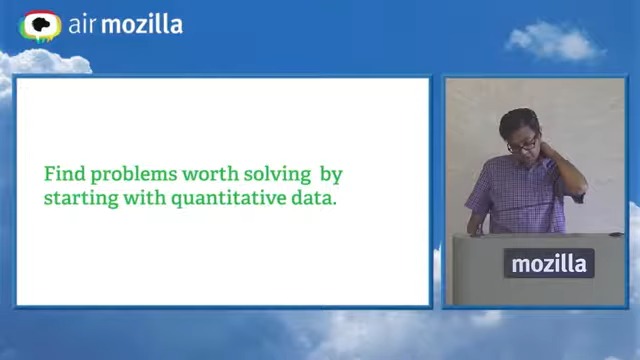 air mozilla
Find problems worth solving by
starting with quantitative data.
mozilla